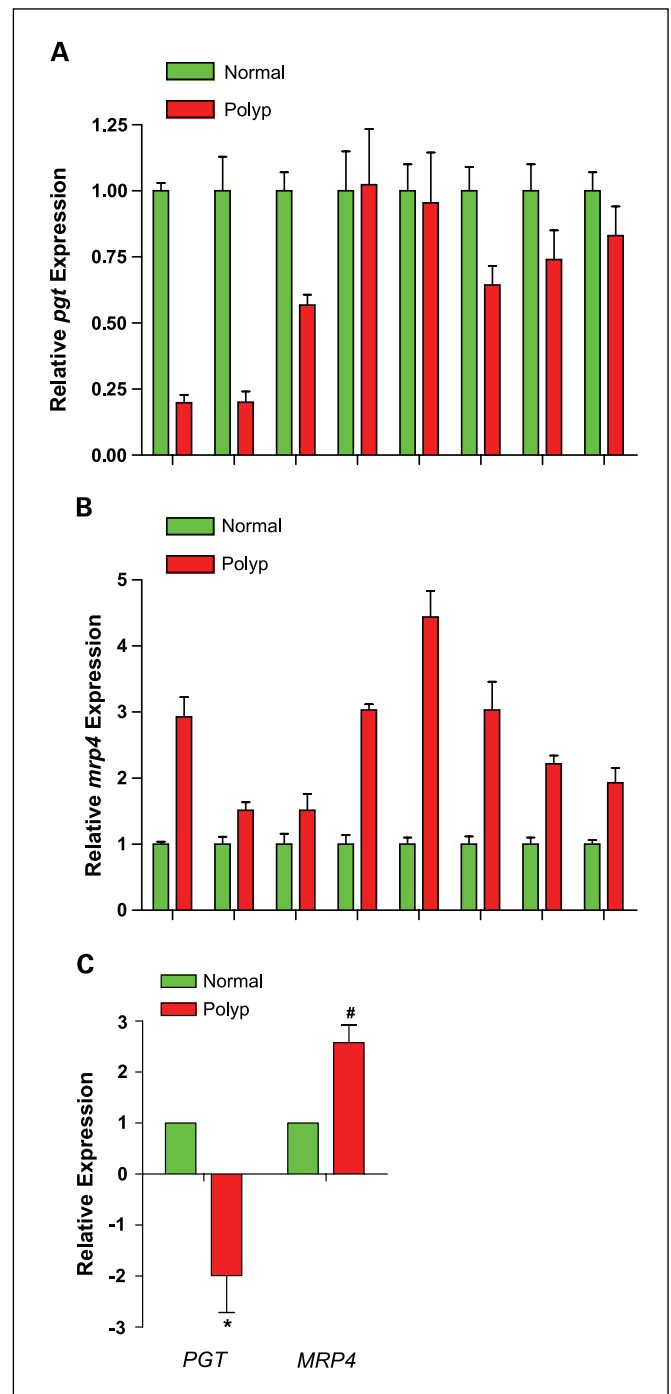 A
Normal
Polyp
Relative pgt Expression
1.25
1.00
0.75
0.50
0.25
0.00
B
Normal
Polyp
Relative mrp4 Expression
5
4
3
2
1
0
C
Normal
Polyp
Relative Expression
3
2
1
0
-1
-2
-3
#
*
PGT MRP4